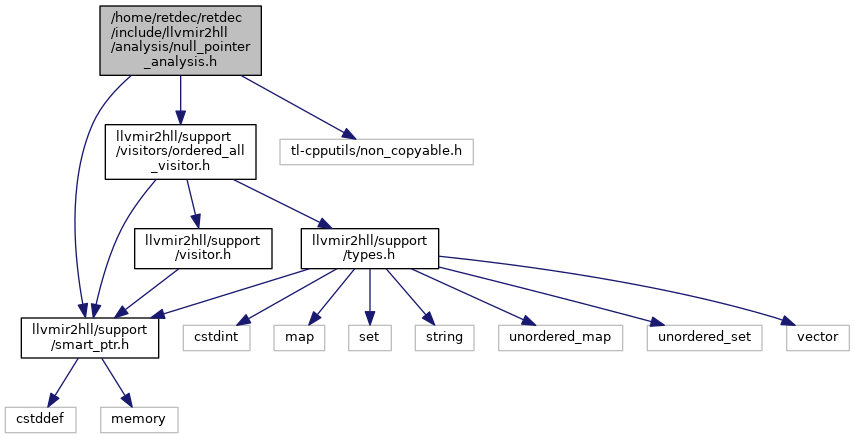 /home/retdec/retdec
/include/llvmir2hll
/analysis/null_pointer
_analysis.h
llvmir2hll/support
/visitors/ordered_all
_visitor.h
tl-cpputils/non_copyable.h
llvmir2hll/support
/visitor.h
llvmir2hll/support
/types.h
llvmir2hll/support
/smart_ptr.h
cstdint
map
set
string
unordered_map
unordered_set
vector
cstddef
memory